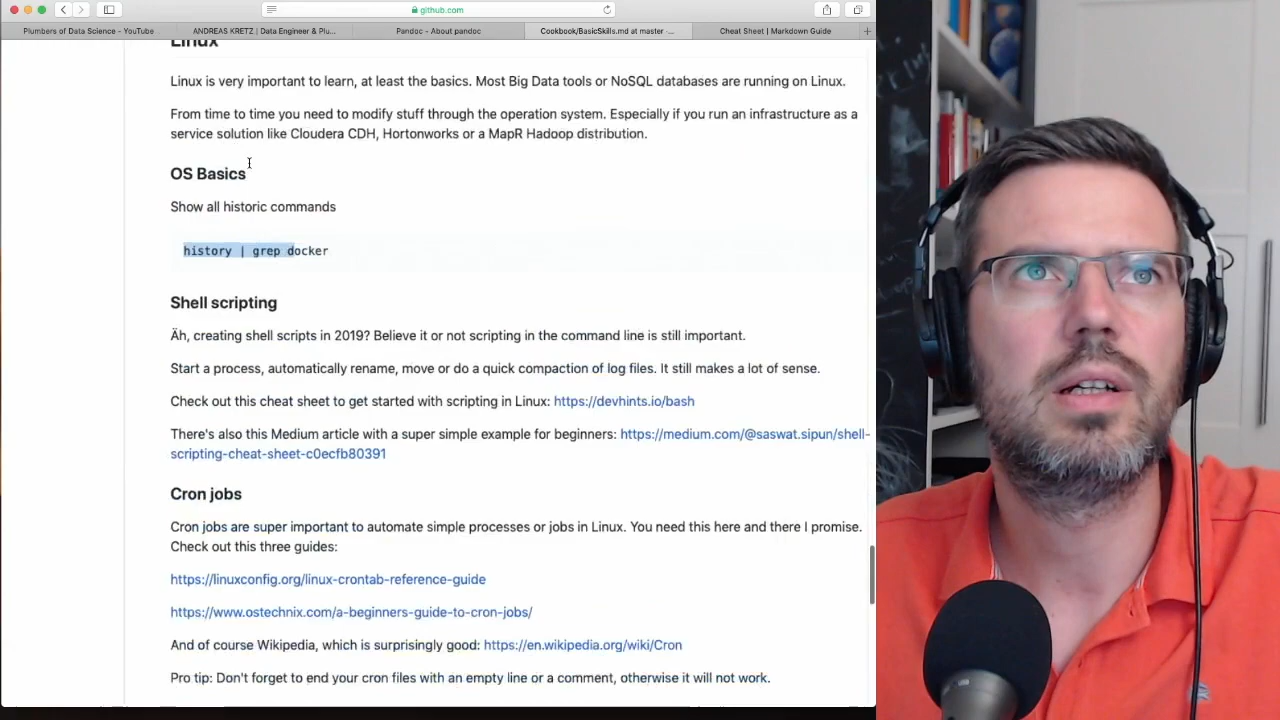 github.com
Plumbers of Data Science - YouTube
ANDREAS KRETZ | Data Engineer & Plu...
Pandoc - About pandoc
Cookbook/BasicSkills.md at master ·...
Cheat Sheet | Markdown Guide
Linux
Linux is very important to learn, at least the basics. Most Big Data tools or NoSQL databases are running on Linux.
From time to time you need to modify stuff through the operation system. Especially if you run an infrastructure as a
service solution like Cloudera CDH, Hortonworks or a MapR Hadoop distribution.
OS Basics
Show all historic commands
history | grep docker
Shell scripting
Äh, creating shell scripts in 2019? Believe it or not scripting in the command line is still important.
Start a process, automatically rename, move or do a quick compaction of log files. It still makes a lot of sense.
Check out this cheat sheet to get started with scripting in Linux: https://devhints.io/bash
There's also this Medium article with a super simple example for beginners: https://medium.com/@saswat.sipun/shell-
scripting-cheat-sheet-c0ecfb80391
Cron jobs
Cron jobs are super important to automate simple processes or jobs in Linux. You need this here and there I promise.
Check out this three guides:
https://linuxconfig.org/linux-crontab-reference-guide
https://www.ostechnix.com/a-beginners-guide-to-cron-jobs/
And of course Wikipedia, which is surprisingly good: https://en.wikipedia.org/wiki/Cron
Pro tip: Don't forget to end your cron files with an empty line or a comment, otherwise it will not work.